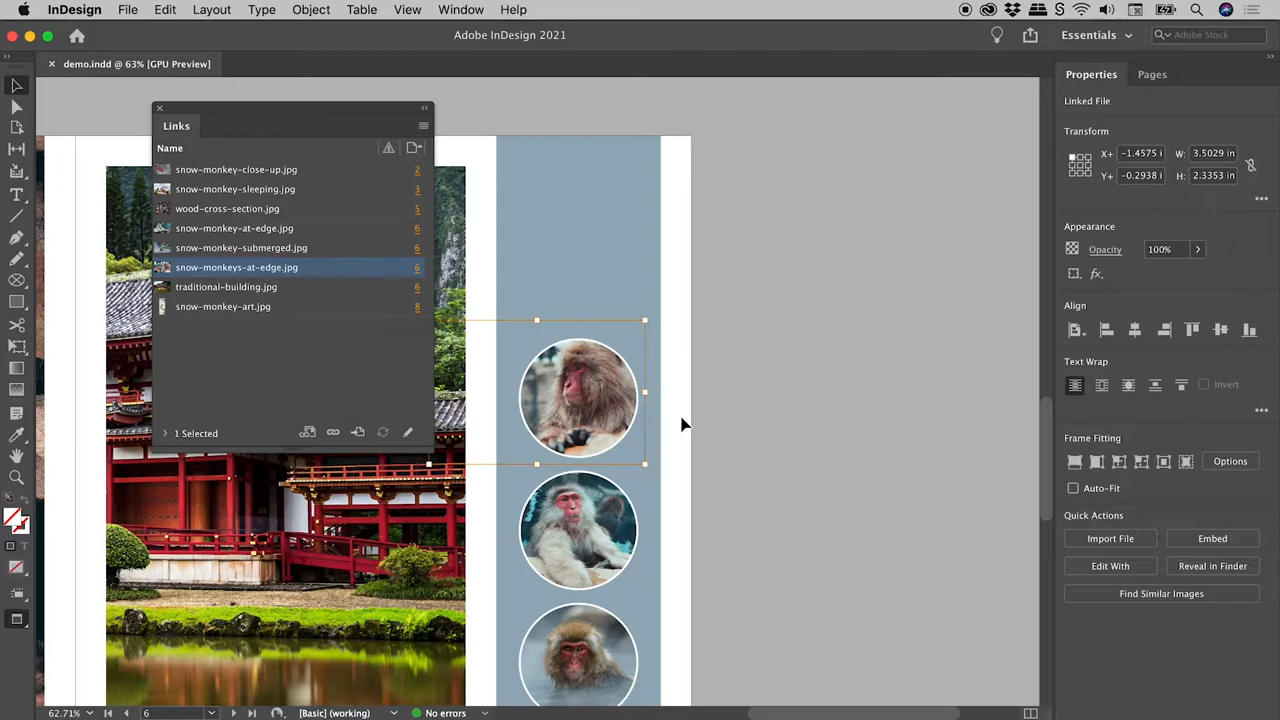 InDesign File Edit Layout Type Object Table View Window Help
Adobe InDesign 2021
Essentials
Adobe Stock
demo.indd @ 63% [GPU Preview]
Links
Name
snow-monkey-close-up.jpg 2
snow-monkey-sleeping.jpg 3
wood-cross-section.jpg 5
snow-monkey-at-edge.jpg 6
snow-monkey-submerged.jpg 6
snow-monkeys-at-edge.jpg 6
traditional-building.jpg 6
snow-monkey-art.jpg 8
1 Selected
Properties Pages
Linked File
Transform
X+ -1.4575 i W: 3.5029 in
Y+ -0.2938 i H: 2.3353 in
Appearance
Opacity 100%
fx.
Align
Text Wrap
Invert
Frame Fitting
Options
Auto-Fit
Quick Actions
Import File Embed
Edit With Reveal in Finder
Find Similar Images
62.71% 6 [Basic] (working) No errors